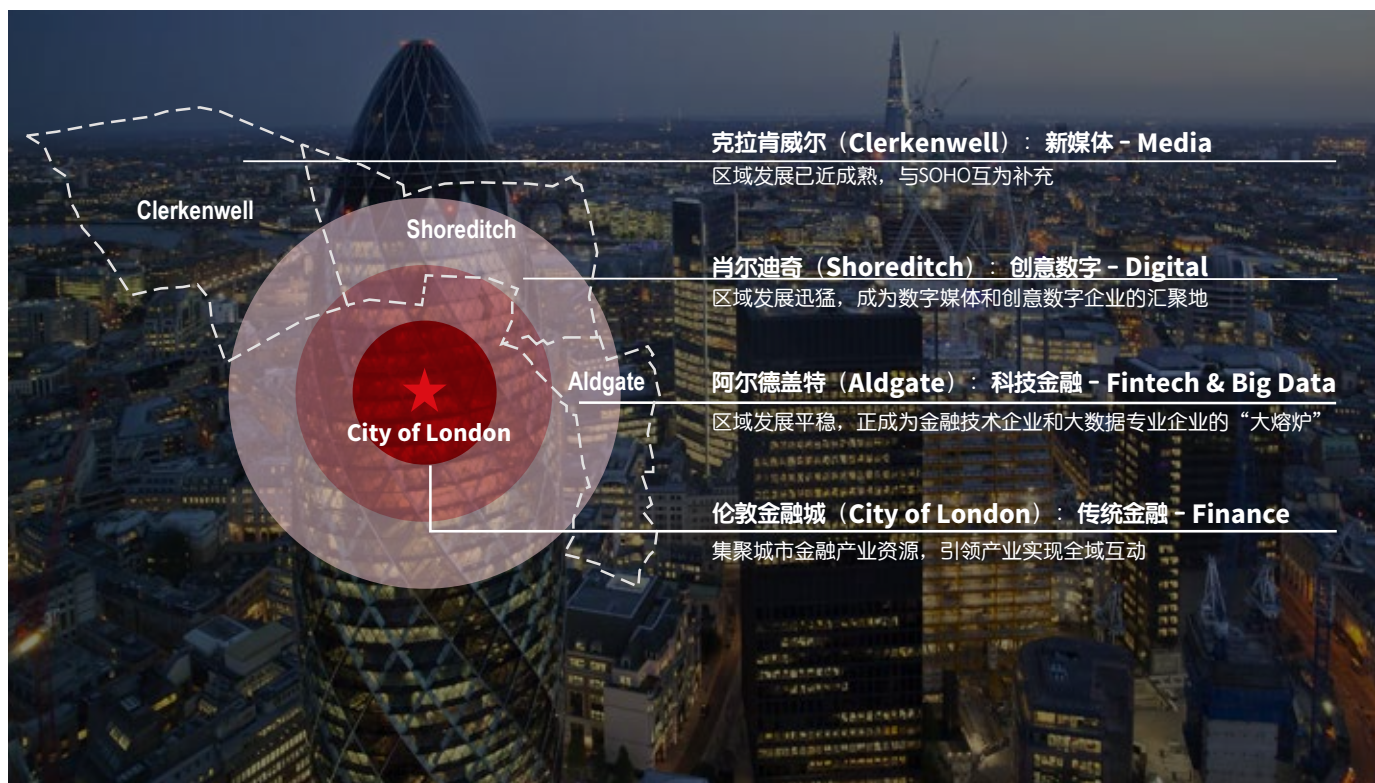 克拉肯威尔（Clerkenwell）：新媒体 – Media
区域发展已近成熟，与SOHO互为补充
Clerkenwell
Shoreditch
肖尔迪奇（Shoreditch）：创意数字 – Digital
区域发展迅猛，成为数字媒体和创意数字企业的汇聚地
Aldgate
阿尔德盖特（Aldgate）：科技金融 – Fintech & Big Data
区域发展平稳，正成为金融技术企业和大数据专业企业的“大熔炉”
City of London
伦敦金融城（City of London）：传统金融 – Finance
集聚城市金融产业资源，引领产业实现全域互动